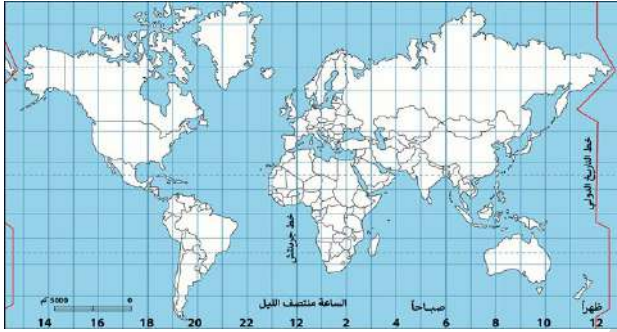 خط التاريخ الدولي
خط جرينتش
5000 كم 0
الساعة منتصف الليل صباحاً ظهراً
14 16 18 20 22 12 2 4 6 8 10 12